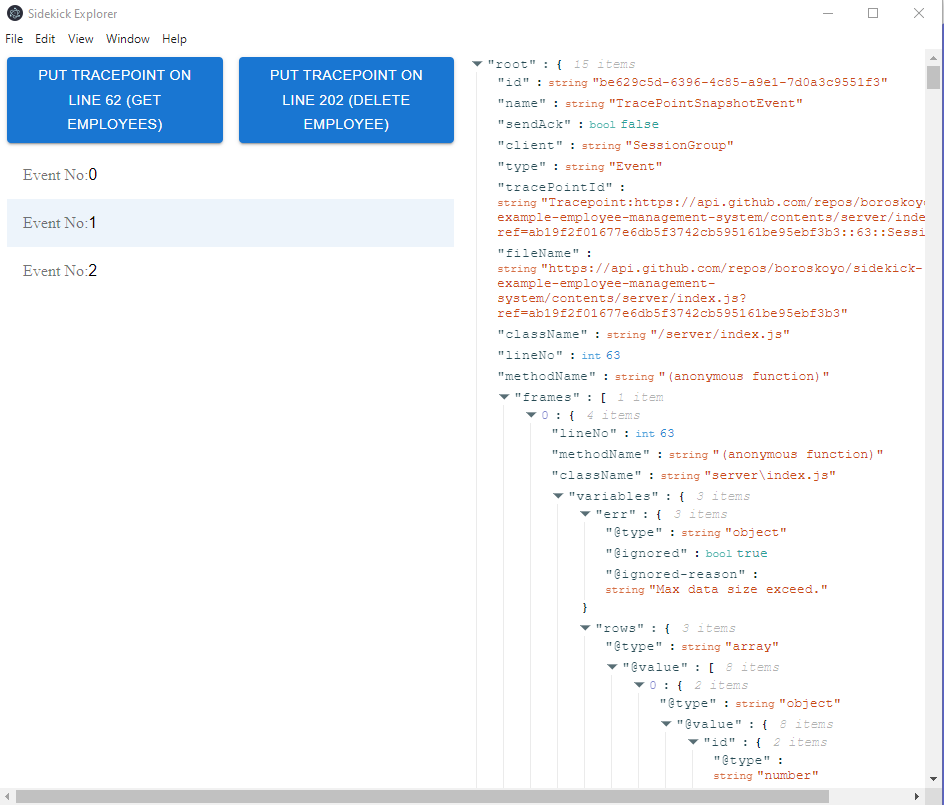 Sidekick Explorer
File Edit View Window Help
PUT TRACEPOINT ON
LINE 62 (GET
EMPLOYEES)
PUT TRACEPOINT ON
LINE 202 (DELETE
EMPLOYEE)
Event No:0
Event No:1
Event No:2
"root" : { 15 items
"id" : string "be629c5d-6396-4c85-a9e1-7d0a3c9551f3"
"name" : string "TracePointSnapshotEvent"
"sendAck" : bool false
"client" : string "SessionGroup"
"type" : string "Event"
"tracePointId" :
string "Tracepoint:https://api.github.com/repos/boroskoyo
example-employee-management-system/contents/server/inde
ref=ab19f2f01677e6db5f3742cb595161be95ebf3b3::63::Sessi
"fileName" :
string "https://api.github.com/repos/boroskoyo/sidekick-
example-employee-management-
system/contents/server/index.js?
ref=ab19f2f01677e6db5f3742cb595161be95ebf3b3"
"className" : string "/server/index.js"
"lineNo" : int 63
"methodName" : string "(anonymous function)"
"frames" : [ 1 item
0 : { 4 items
"lineNo" : int 63
"methodName" : string "(anonymous function)"
"className" : string "server\index.js"
"variables" : { 3 items
"err" : { 3 items
"@type" : string "object"
"@ignored" : bool true
"@ignored-reason" :
string "Max data size exceed."
}
"rows" : { 3 items
"@type" : string "array"
"@value" : [ 8 items
0 : { 2 items
"@type" : string "object"
"@value" : { 8 items
"id" : { 2 items
"@type" :
string "number"